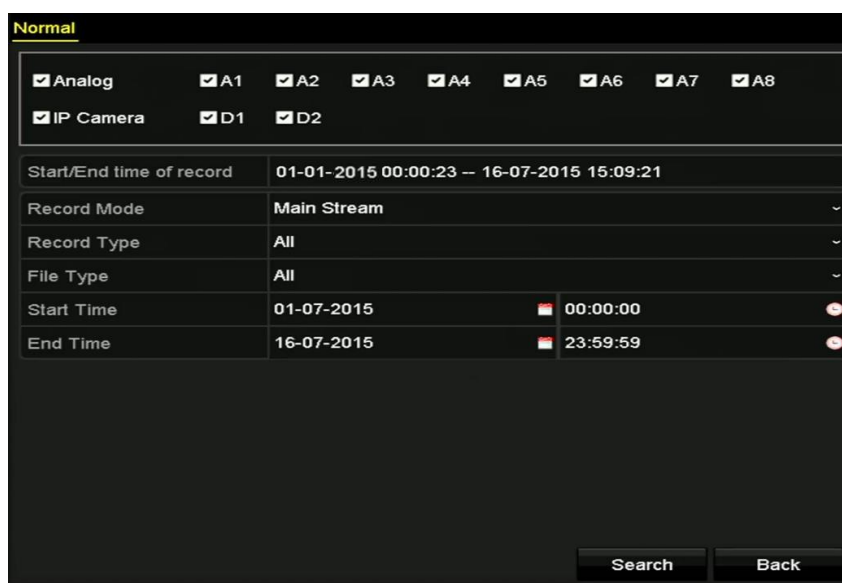 Normal
Analog A1 A2 A3 A4 A5 A6 A7 A8
IP Camera D1 D2
Start/End time of record 01-01-2015 00:00:23 -- 16-07-2015 15:09:21
Record Mode Main Stream
Record Type All
File Type All
Start Time 01-07-2015 00:00:00
End Time 16-07-2015 23:59:59
Search Back